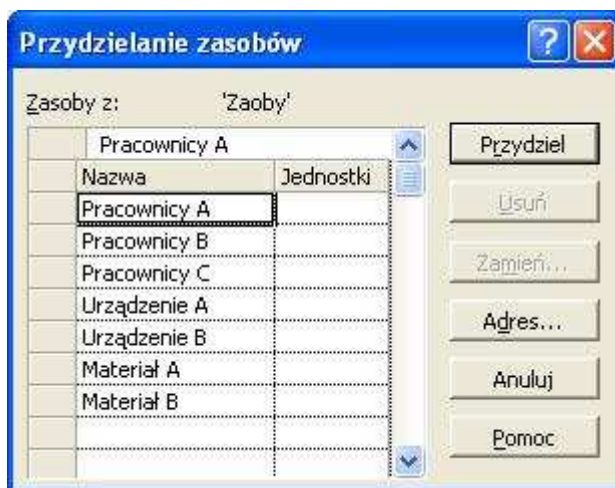 Przydzielanie zasobów
Zasoby z: 'Zaoby'
Pracownicy A
Przydziel
Nazwa Jednostki
Pracownicy A
Usuń
Pracownicy B
Pracownicy C
Zamień...
Urządzenie A
Adres...
Urządzenie B
Materiał A
Anuluj
Materiał B
Pomoc